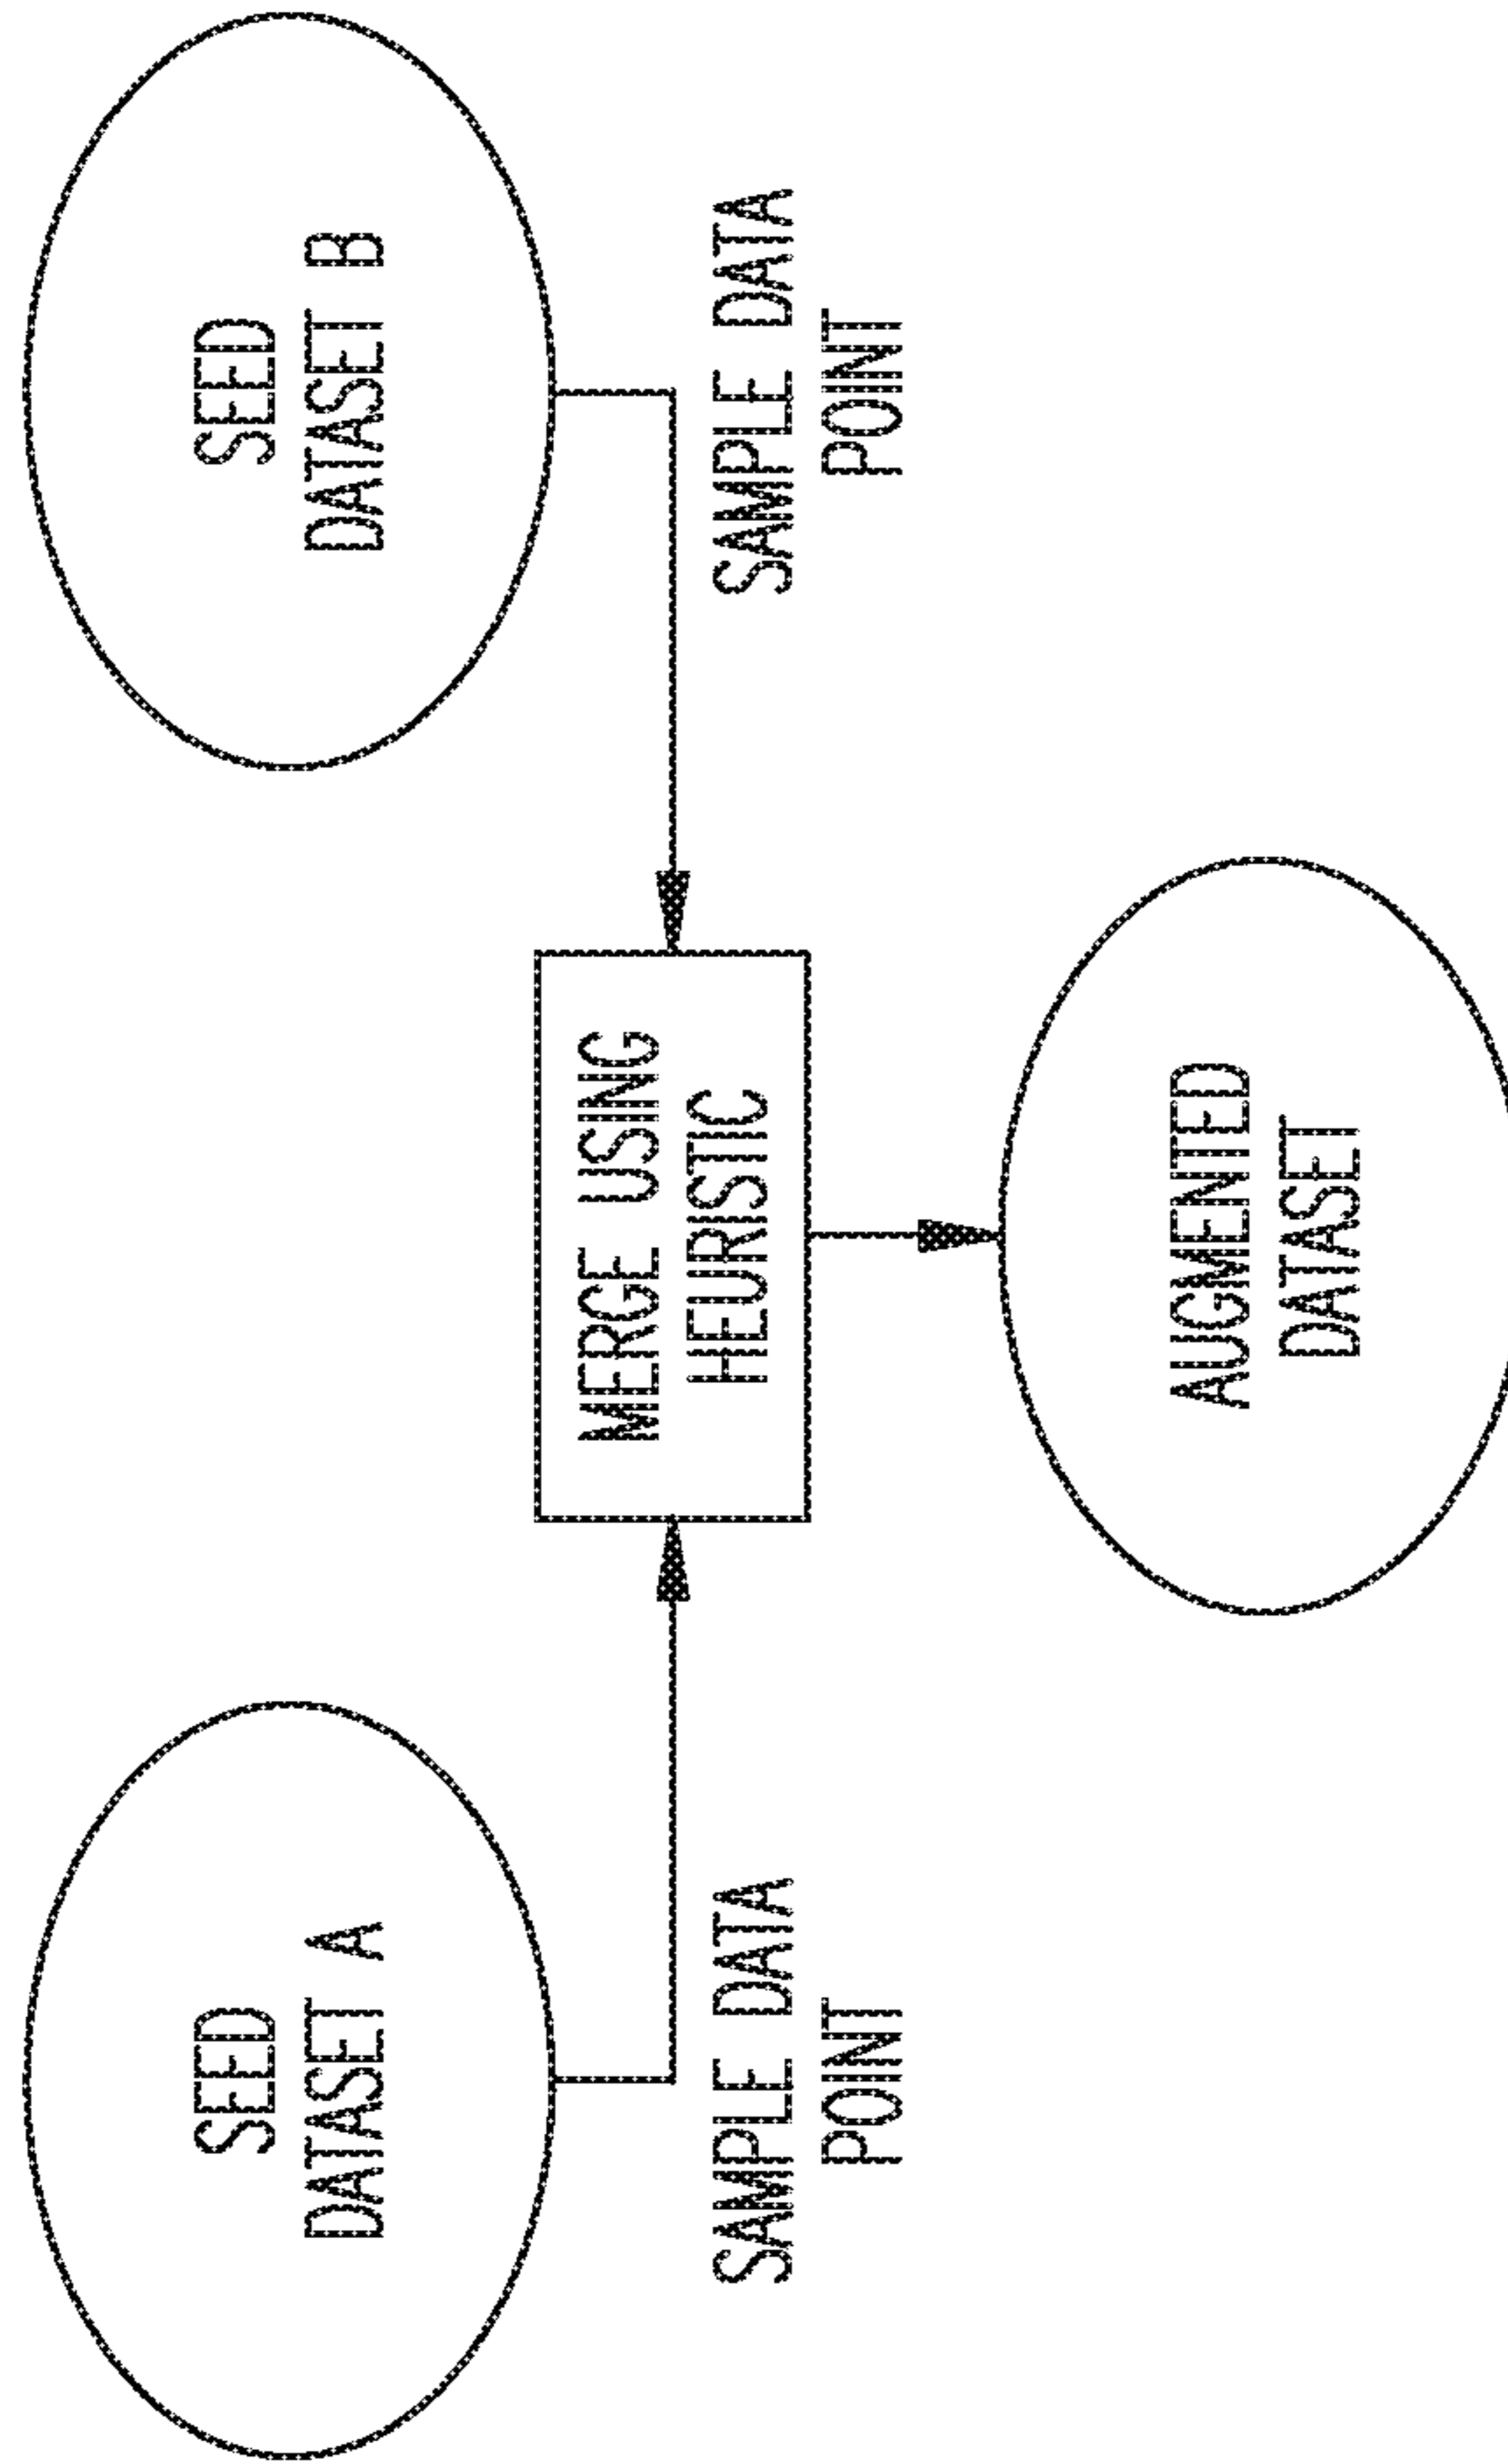 SEED
DATASET A
SEED
DATASET B
SAMPLE DATA
POINT
MERGE USING
HEURISTIC
SAMPLE DATA
POINT
AUGMENTED
DATASET